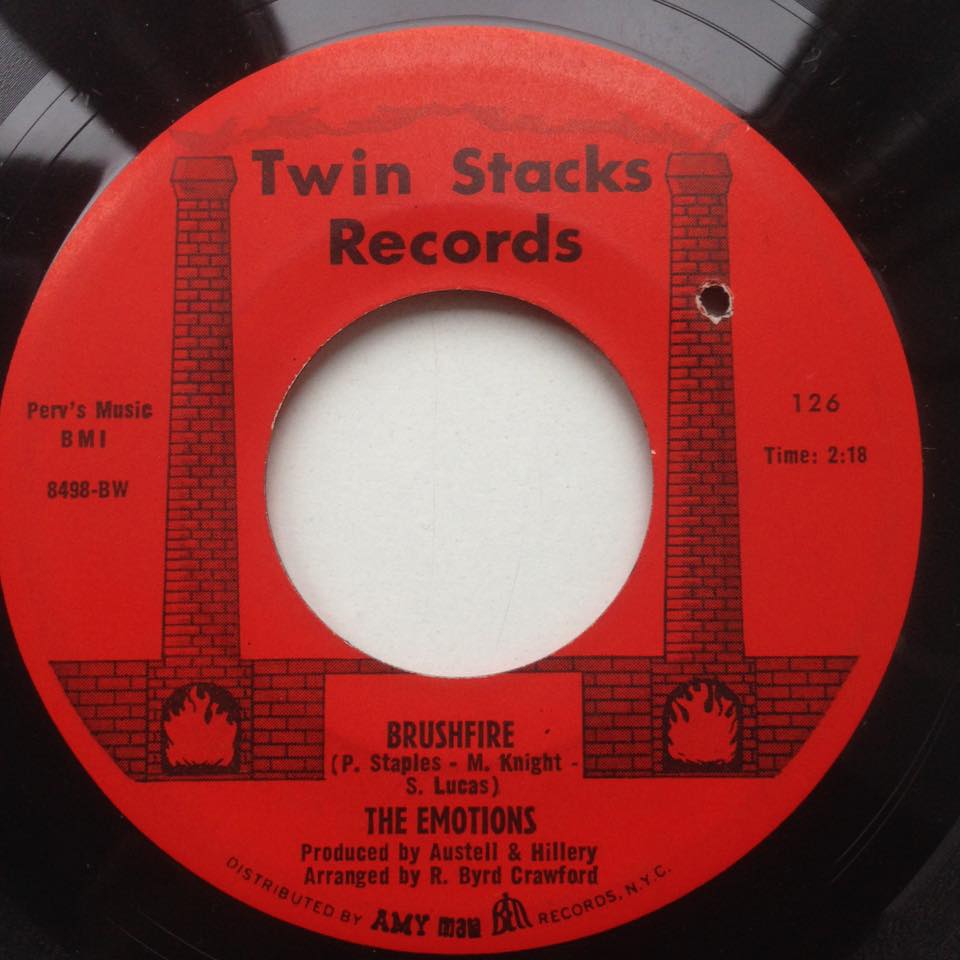 Twin Stacks
Records
Perv's Music
BMI
8498-BW
126
Time: 2:18
BRUSHFIRE
(P. Staples - M. Knight -
S. Lucas)
THE EMOTIONS
Produced by Austell & Hillery
Arranged by R. Byrd Crawford
DISTRIBUTED BY AMY mala Bell RECORDS, N.Y.C.